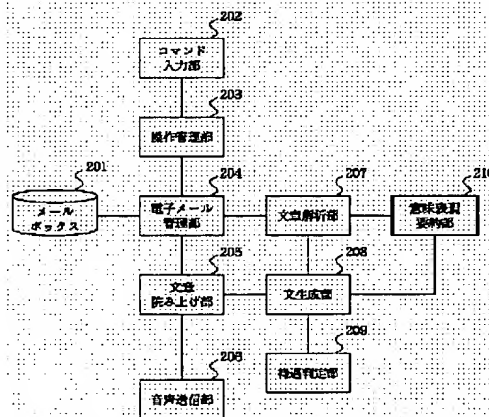 202
コマンド
入力部
203
操作管理部
201
メール
ボックス
204
電子メール
管理部
207
文章解析部
210
意味表現
要約部
205
文章
読み上げ部
208
文生成部
209
待遇判定部
206
音声送信部